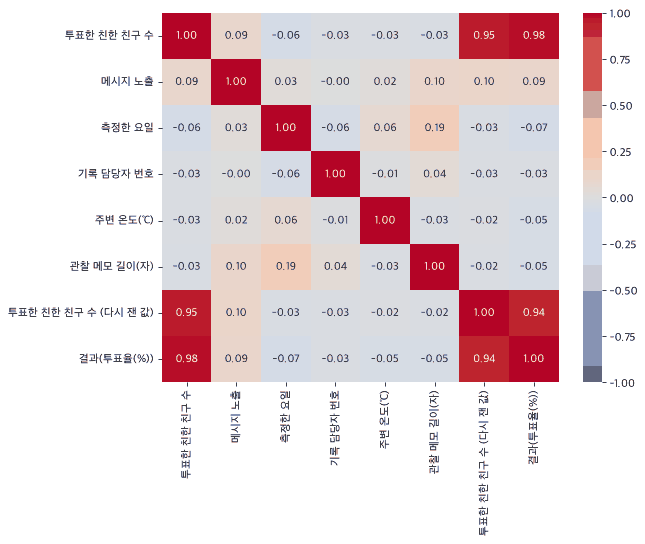 투표한 친한 친구 수 1.00 0.09 -0.06 -0.03 -0.03 -0.03 0.95 0.98
메시지 노출 0.09 1.00 0.03 -0.00 0.02 0.10 0.10 0.09
측정한 요일 -0.06 0.03 1.00 -0.06 0.06 0.19 -0.03 -0.07
기록 담당자 번호 -0.03 -0.00 -0.06 1.00 -0.01 0.04 -0.03 -0.03
주변 온도(℃) -0.03 0.02 0.06 -0.01 1.00 -0.03 -0.02 -0.05
관찰 메모 길이(자) -0.03 0.10 0.19 0.04 -0.03 1.00 -0.02 -0.05
투표한 친한 친구 수 (다시 잰 값) 0.95 0.10 -0.03 -0.03 -0.02 -0.02 1.00 0.94
결과(투표율(%)) 0.98 0.09 -0.07 -0.03 -0.05 -0.05 0.94 1.00
투표한 친한 친구 수
메시지 노출
측정한 요일
기록 담당자 번호
주변 온도(℃)
관찰 메모 길이(자)
투표한 친한 친구 수 (다시 잰 값)
결과(투표율(%))
1.00
0.75
0.50
0.25
0.00
-0.25
-0.50
-0.75
-1.00